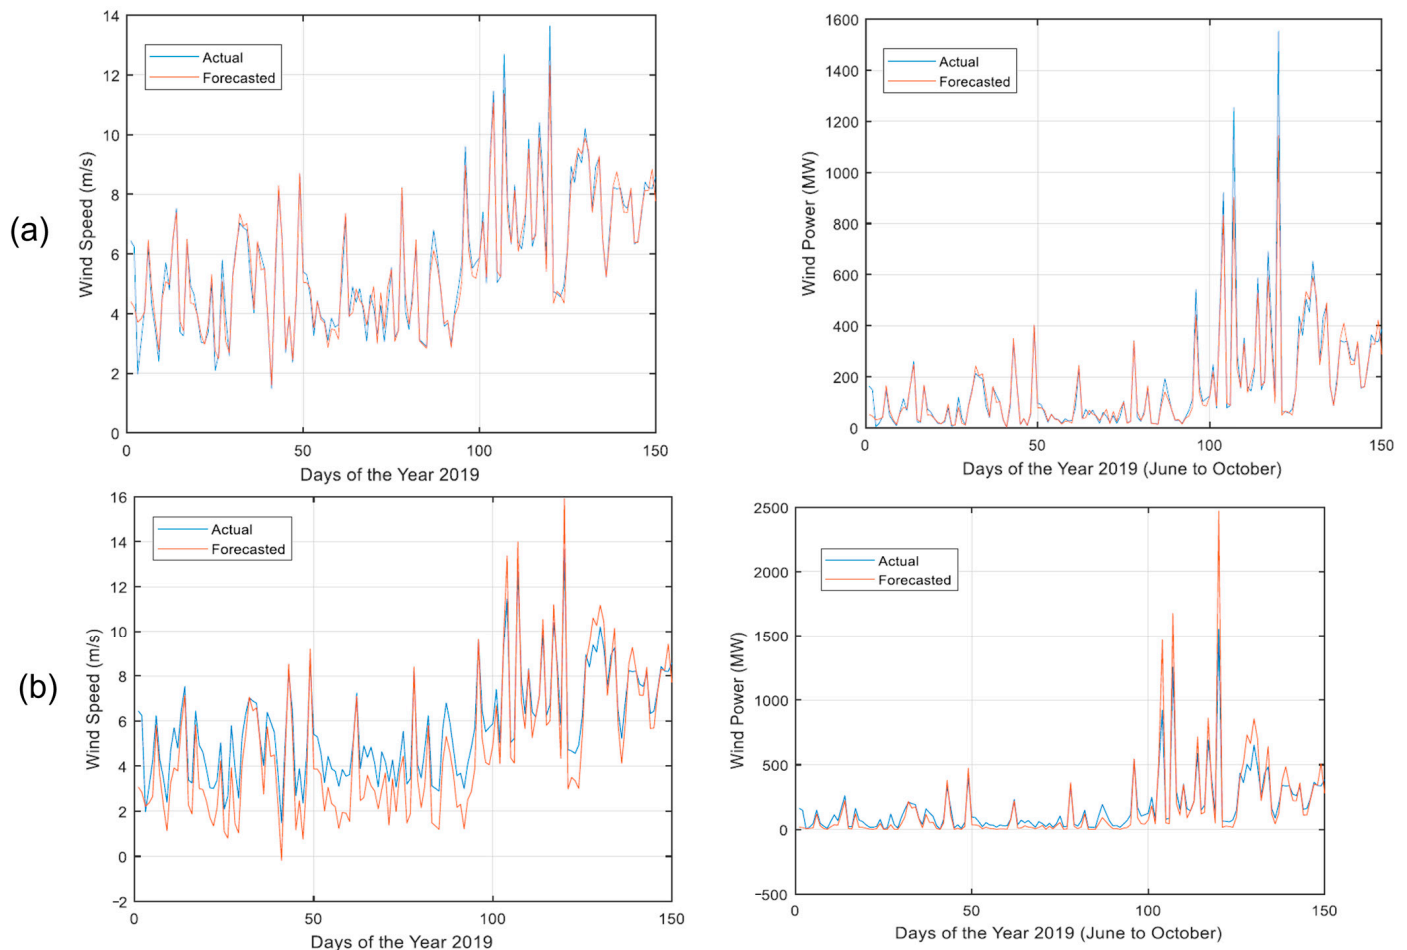 (a)
14
12
10
8
6
4
2
0
Wind Speed (m/s)
Actual
Forecasted
0 50 100 150
Days of the Year 2019
1600
1400
1200
1000
800
600
400
200
0
Wind Power (MW)
Actual
Forecasted
0 50 100 150
Days of the Year 2019 (June to October)
(b)
16
14
12
10
8
6
4
2
0
−2
Wind Speed (m/s)
Actual
Forecasted
0 50 100 150
Days of the Year 2019
2500
2000
1500
1000
500
0
−500
Wind Power (MW)
Actual
Forecasted
0 50 100 150
Days of the Year 2019 (June to October)